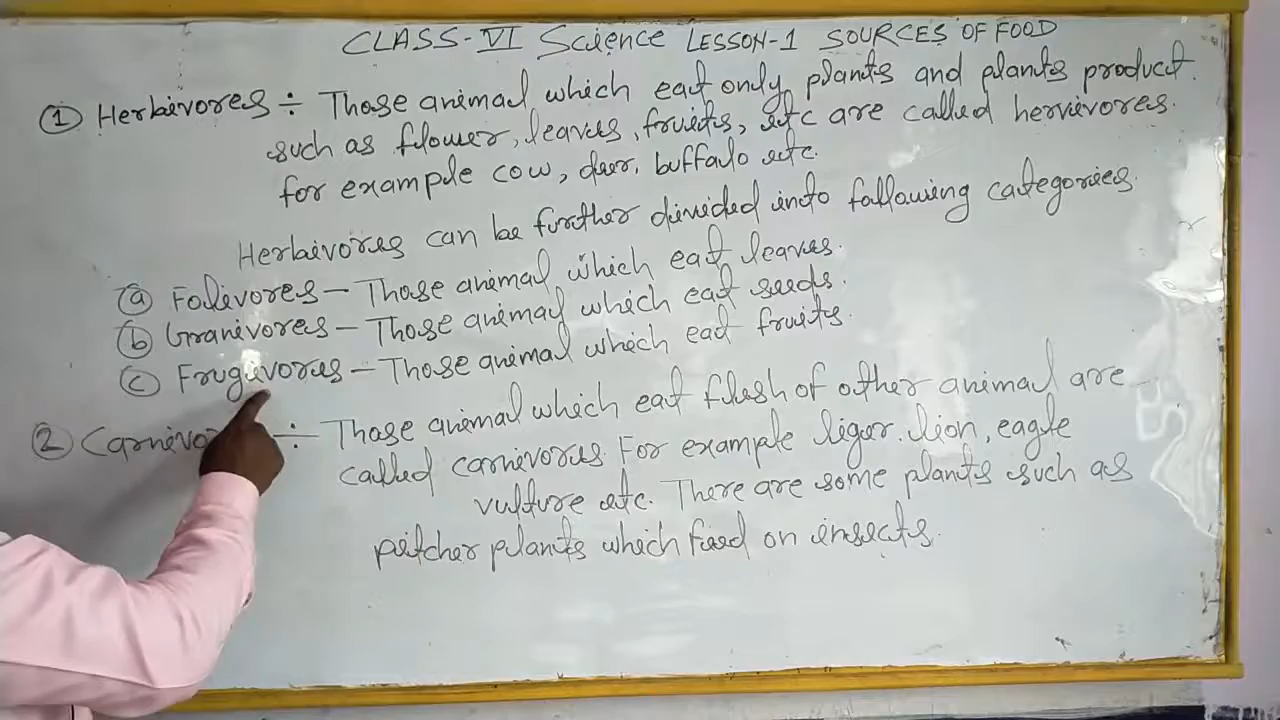 CLASS-VI Science LESSON-1 SOURCES OF FOOD
① Herbivores ÷ Those animal which eat only plants and plants product.
such as flower, leaves, fruits, etc are called hervivores.
for example cow, deer, buffalo etc.
Herbivores can be further divided into following categories.
ⓐ Folivores - Those animal which eat leaves.
ⓑ Granivores - Those animal which eat seeds.
ⓒ Frugivores - Those animal which eat fruits.
② Carnivor ÷ Those animal which eat flesh of other animal are
called carnivores. For example tiger, lion, eagle
vulture etc. There are some plants such as
pitcher plants which feed on insects.